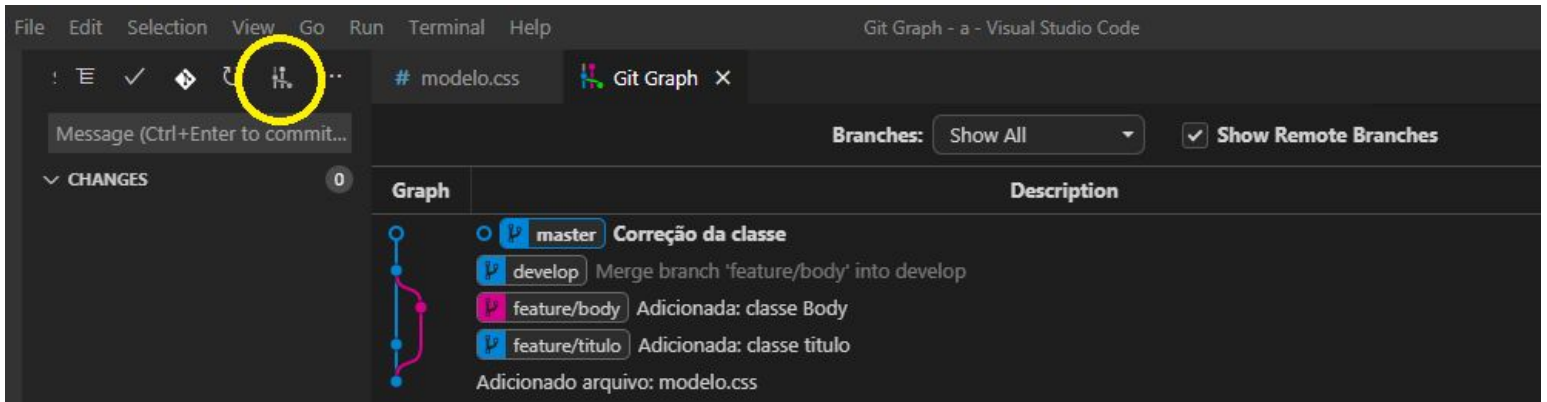 File Edit Selection View Go Run Terminal Help Git Graph - a - Visual Studio Code
# modelo.css Git Graph
Message (Ctrl+Enter to commit...
Branches: Show All Show Remote Branches
CHANGES 0
Graph Description
master Correção da classe
develop Merge branch 'feature/body' into develop
feature/body Adicionada: classe Body
feature/titulo Adicionada: classe titulo
Adicionado arquivo: modelo.css